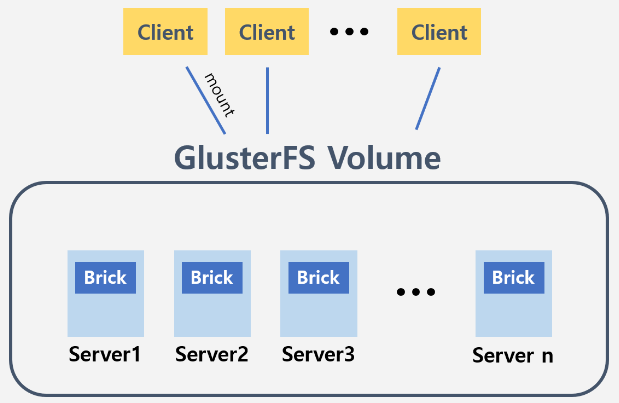 Client Client ••• Client
mount
GlusterFS Volume
Brick Brick Brick ••• Brick
Server1 Server2 Server3 Server n